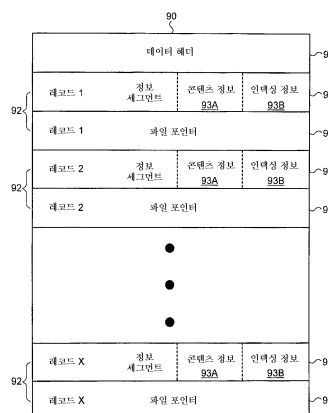 90
데이터 헤더
레코드 1 정보 세그먼트 콘텐츠 정보 93A 인덱싱 정보 93B
92
레코드 1 파일 포인터
레코드 2 정보 세그먼트 콘텐츠 정보 93A 인덱싱 정보 93B
92
레코드 2 파일 포인터
레코드 X 정보 세그먼트 콘텐츠 정보 93A 인덱싱 정보 93B
92
레코드 X 파일 포인터